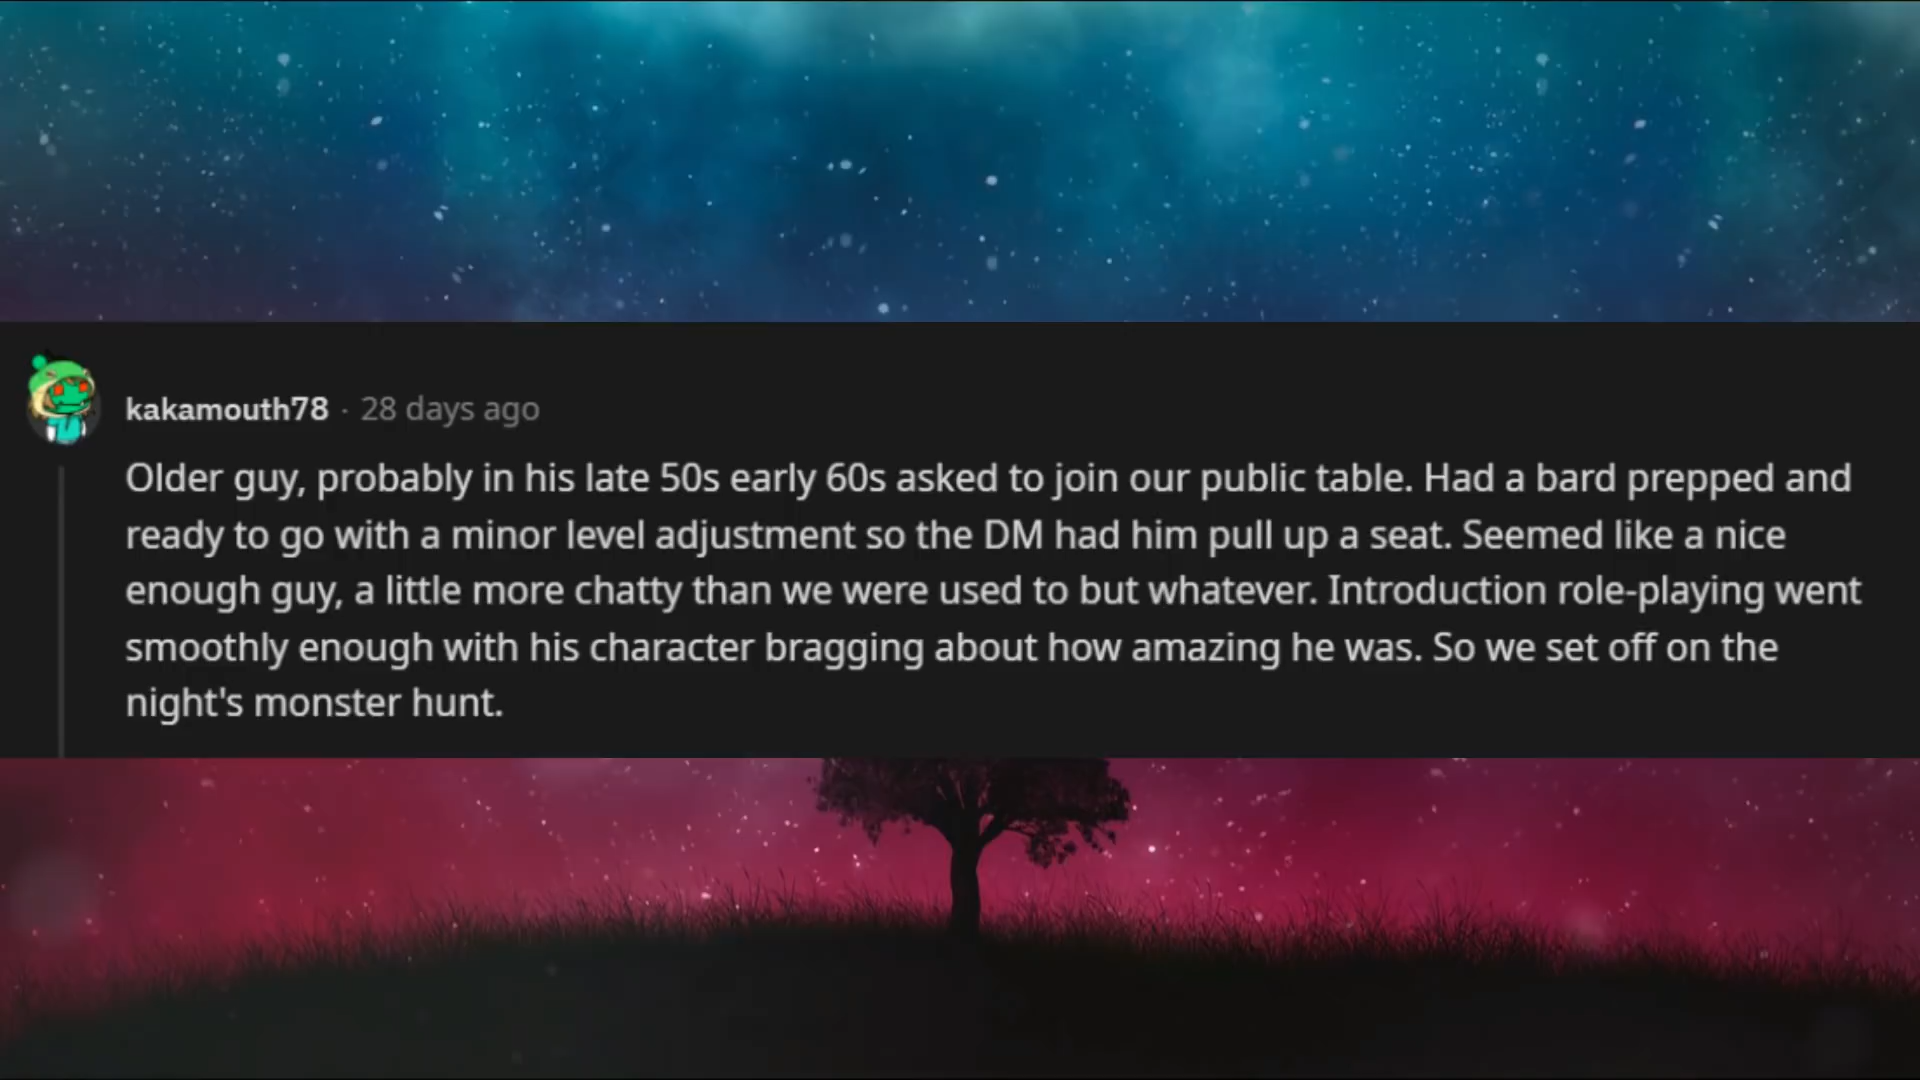 kakamouth78 · 28 days ago
Older guy, probably in his late 50s early 60s asked to join our public table. Had a bard prepped and
ready to go with a minor level adjustment so the DM had him pull up a seat. Seemed like a nice
enough guy, a little more chatty than we were used to but whatever. Introduction role-playing went
smoothly enough with his character bragging about how amazing he was. So we set off on the
night's monster hunt.